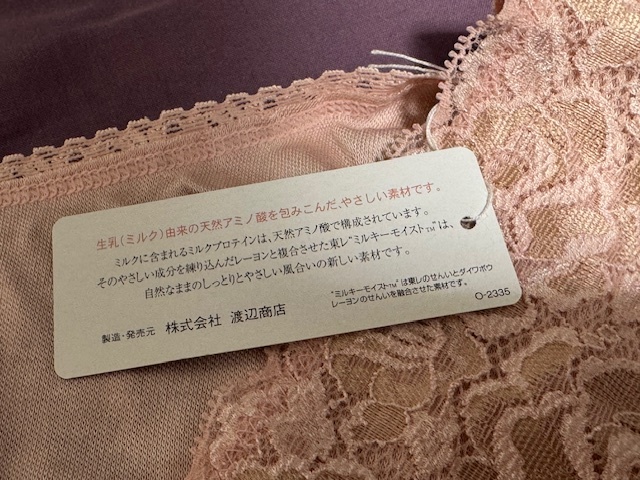 生乳(ミルク)由来の天然アミノ酸を包みこんだ、やさしい素材です。
ミルクに含まれるミルクプロテインは、天然アミノ酸で構成されています。
そのやさしい成分を練り込んだレーヨンと複合させた東レ"ミルキーモイスト™"は、
自然なままのしっとりとやさしい風合いの新しい素材です。
"ミルキーモイスト™"は東レのせんいとダイワボウ
レーヨンのせんいを融合させた素材です。
製造・発売元 株式会社 渡辺商店
O-2335